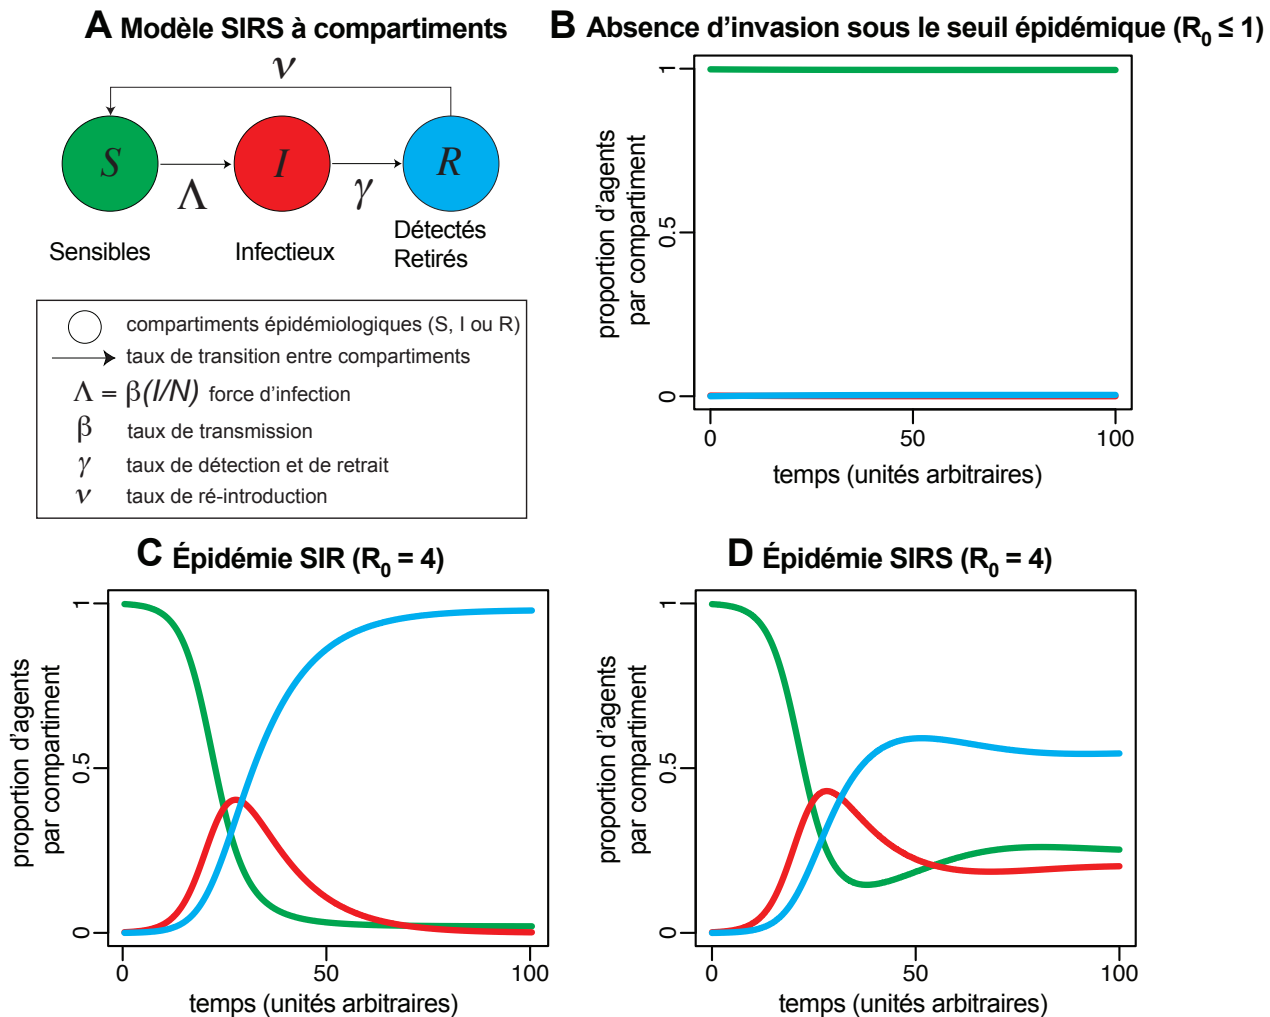 A Modèle SIRS à compartiments
ν
S
I
R
Λ
γ
Sensibles
Infectieux
Détectés
Retirés
compartiments épidémiologiques (S, I ou R)
taux de transition entre compartiments
Λ = β(I/N) force d'infection
β taux de transmission
γ taux de détection et de retrait
ν taux de ré-introduction
B Absence d'invasion sous le seuil épidémique (R₀ ≤ 1)
proportion d'agents
par compartiment
1
0.5
0
0 50 100
temps (unités arbitraires)
C Épidémie SIR (R₀ = 4)
proportion d'agents
par compartiment
1
0.5
0
0 50 100
temps (unités arbitraires)
D Épidémie SIRS (R₀ = 4)
proportion d'agents
par compartiment
1
0.5
0
0 50 100
temps (unités arbitraires)